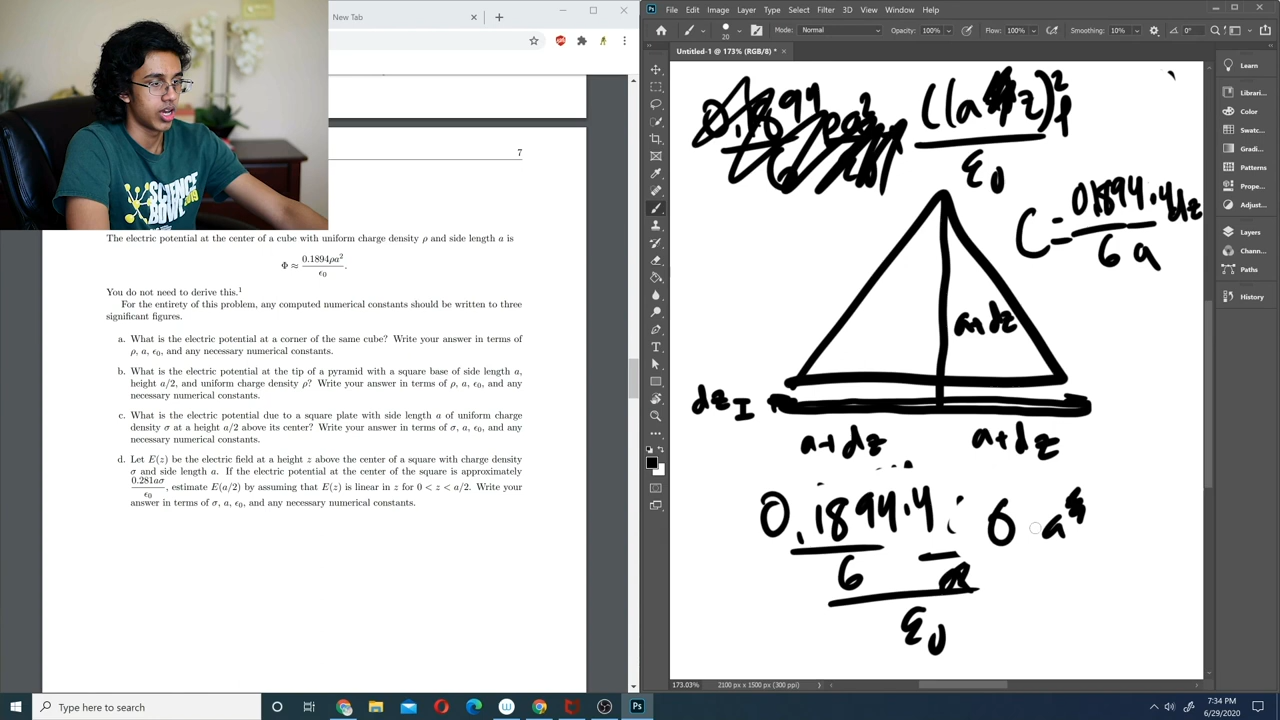 New Tab
File Edit Image Layer Type Select Filter 3D View Window Help
20 Mode: Normal Opacity: 100% Flow: 100% Smoothing: 10% 0°
Untitled-1 @ 173% (RGB/8) *
7
SCIENCE
BOWL 2019
The electric potential at the center of a cube with uniform charge density ρ and side length a is
Φ ≈ 0.1894ρa²/ϵ₀.
You do not need to derive this.¹
For the entirety of this problem, any computed numerical constants should be written to three
significant figures.
a. What is the electric potential at a corner of the same cube? Write your answer in terms of
ρ, a, ϵ₀, and any necessary numerical constants.
b. What is the electric potential at the tip of a pyramid with a square base of side length a,
height a/2, and uniform charge density ρ? Write your answer in terms of ρ, a, ϵ₀, and any
necessary numerical constants.
c. What is the electric potential due to a square plate with side length a of uniform charge
density σ at a height a/2 above its center? Write your answer in terms of σ, a, ϵ₀, and any
necessary numerical constants.
d. Let E(z) be the electric field at a height z above the center of a square with charge density
σ and side length a. If the electric potential at the center of the square is approximately
0.281aσ/ϵ₀, estimate E(a/2) by assuming that E(z) is linear in z for 0 < z < a/2. Write your
answer in terms of σ, a, ϵ₀, and any necessary numerical constants.
ε₀
C = 0.1894·4dz
6 a
dz
a+dz a+dz
0.1894.4
6
ε₀
Learn
Librari...
Color
Swatc...
Gradi...
Patterns
Prope...
Adjust...
Layers
Chann...
Paths
History
173.03% 2100 px x 1500 px (300 ppi)
Type here to search
7:34 PM
6/29/2020